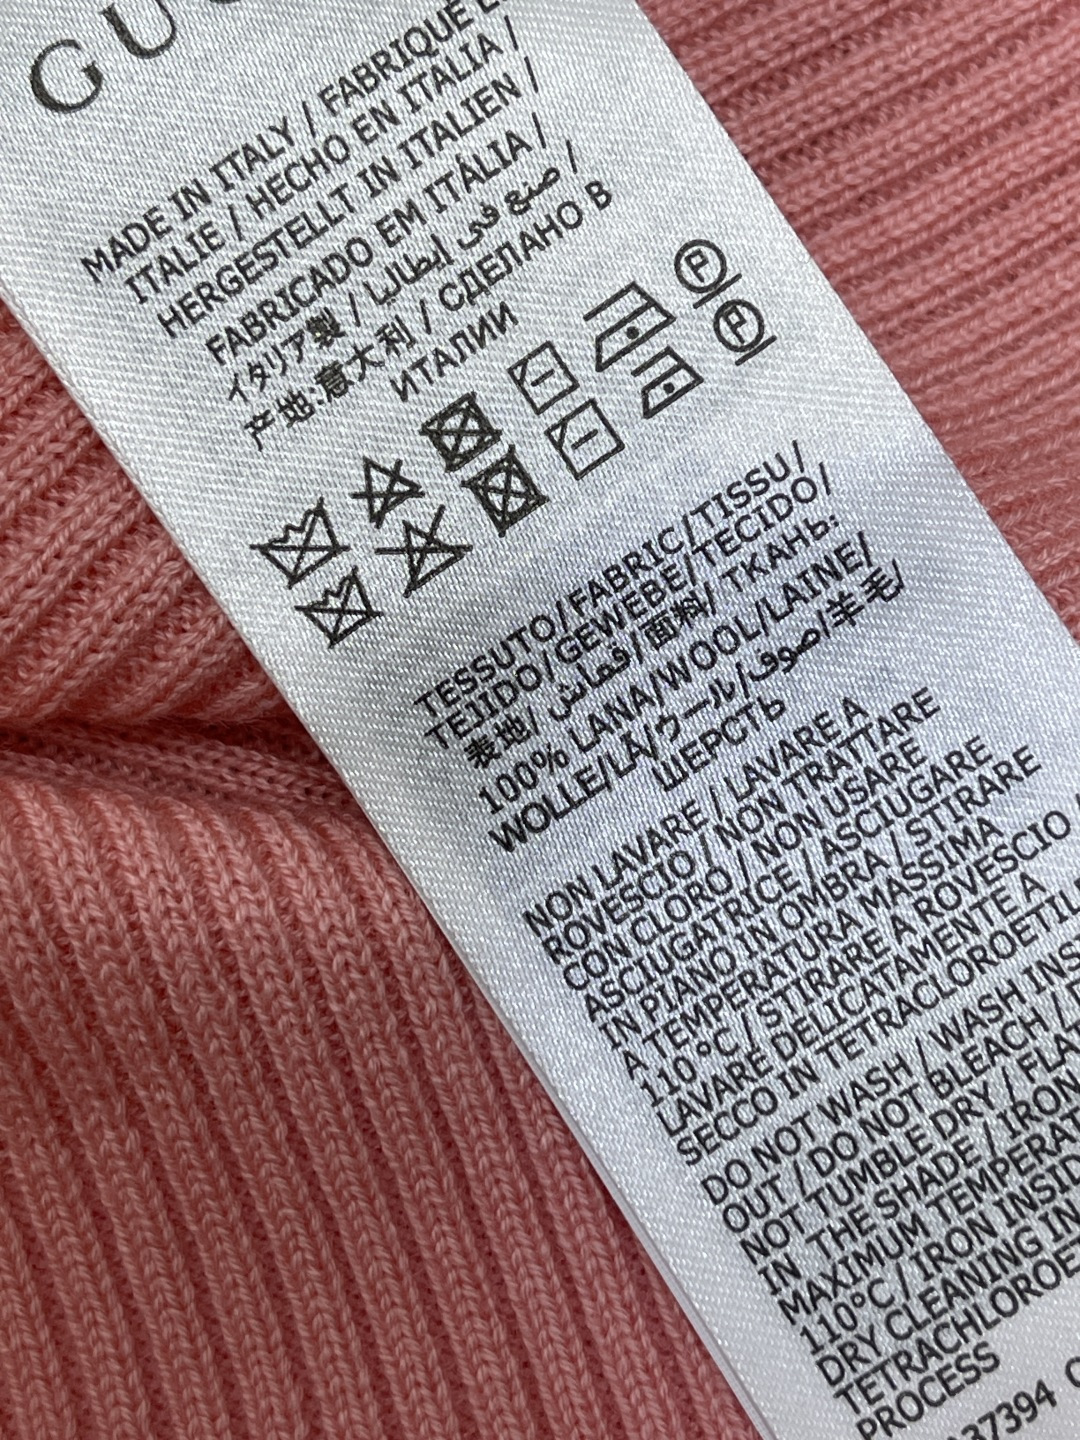 GUC
MADE IN ITALY / FABRIQUÉ E
ITALIE / HECHO EN ITALIA /
HERGESTELLT IN ITALIEN /
FABRICADO EM ITÁLIA /
イタリア製 / صنع في إيطاليا /
产地:意大利 / СДЕЛАНО В
ИТАЛИИ
P
P
TESSUTO/FABRIC/TISSU/
TEJIDO/GEWEBE/TECIDO/
表地/قماش/面料/ТКАНЬ:
100% LANA/WOOL/LAINE/
WOLLE/LÃ/ウール/صوف/羊毛/
ШЕРСТЬ
NON LAVARE / LAVARE A
ROVESCIO / NON TRATTARE
CON CLORO / NON USARE
ASCIUGATRICE / ASCIUGARE
IN PIANO IN OMBRA / STIRARE
A TEMPERATURA MASSIMA
110°C / STIRARE A ROVESCIO /
LAVARE DELICATAMENTE A
SECCO IN TETRACLOROETIL
DO NOT WASH / WASH INS
OUT / DO NOT BLEACH /
NOT TUMBLE DRY / FLA
IN THE SHADE / IRON
MAXIMUM TEMPERAT
110°C / IRON INSID
DRY CLEANING IN
TETRACHLOROE
PROCESS
37394